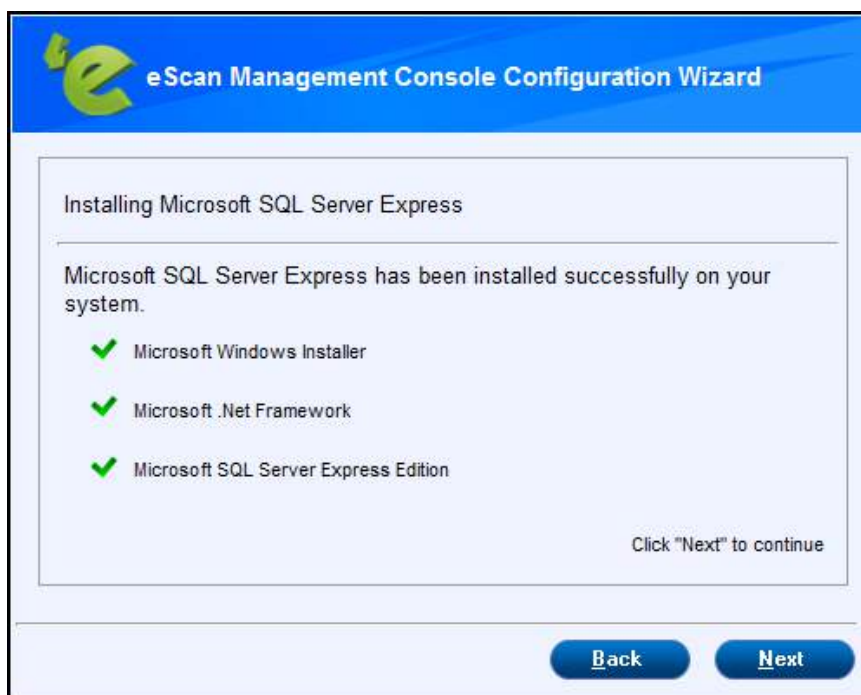 eScan Management Console Configuration Wizard
Installing Microsoft SQL Server Express
Microsoft SQL Server Express has been installed successfully on your
system.
Microsoft Windows Installer
Microsoft .Net Framework
Microsoft SQL Server Express Edition
Click "Next" to continue
Back
Next